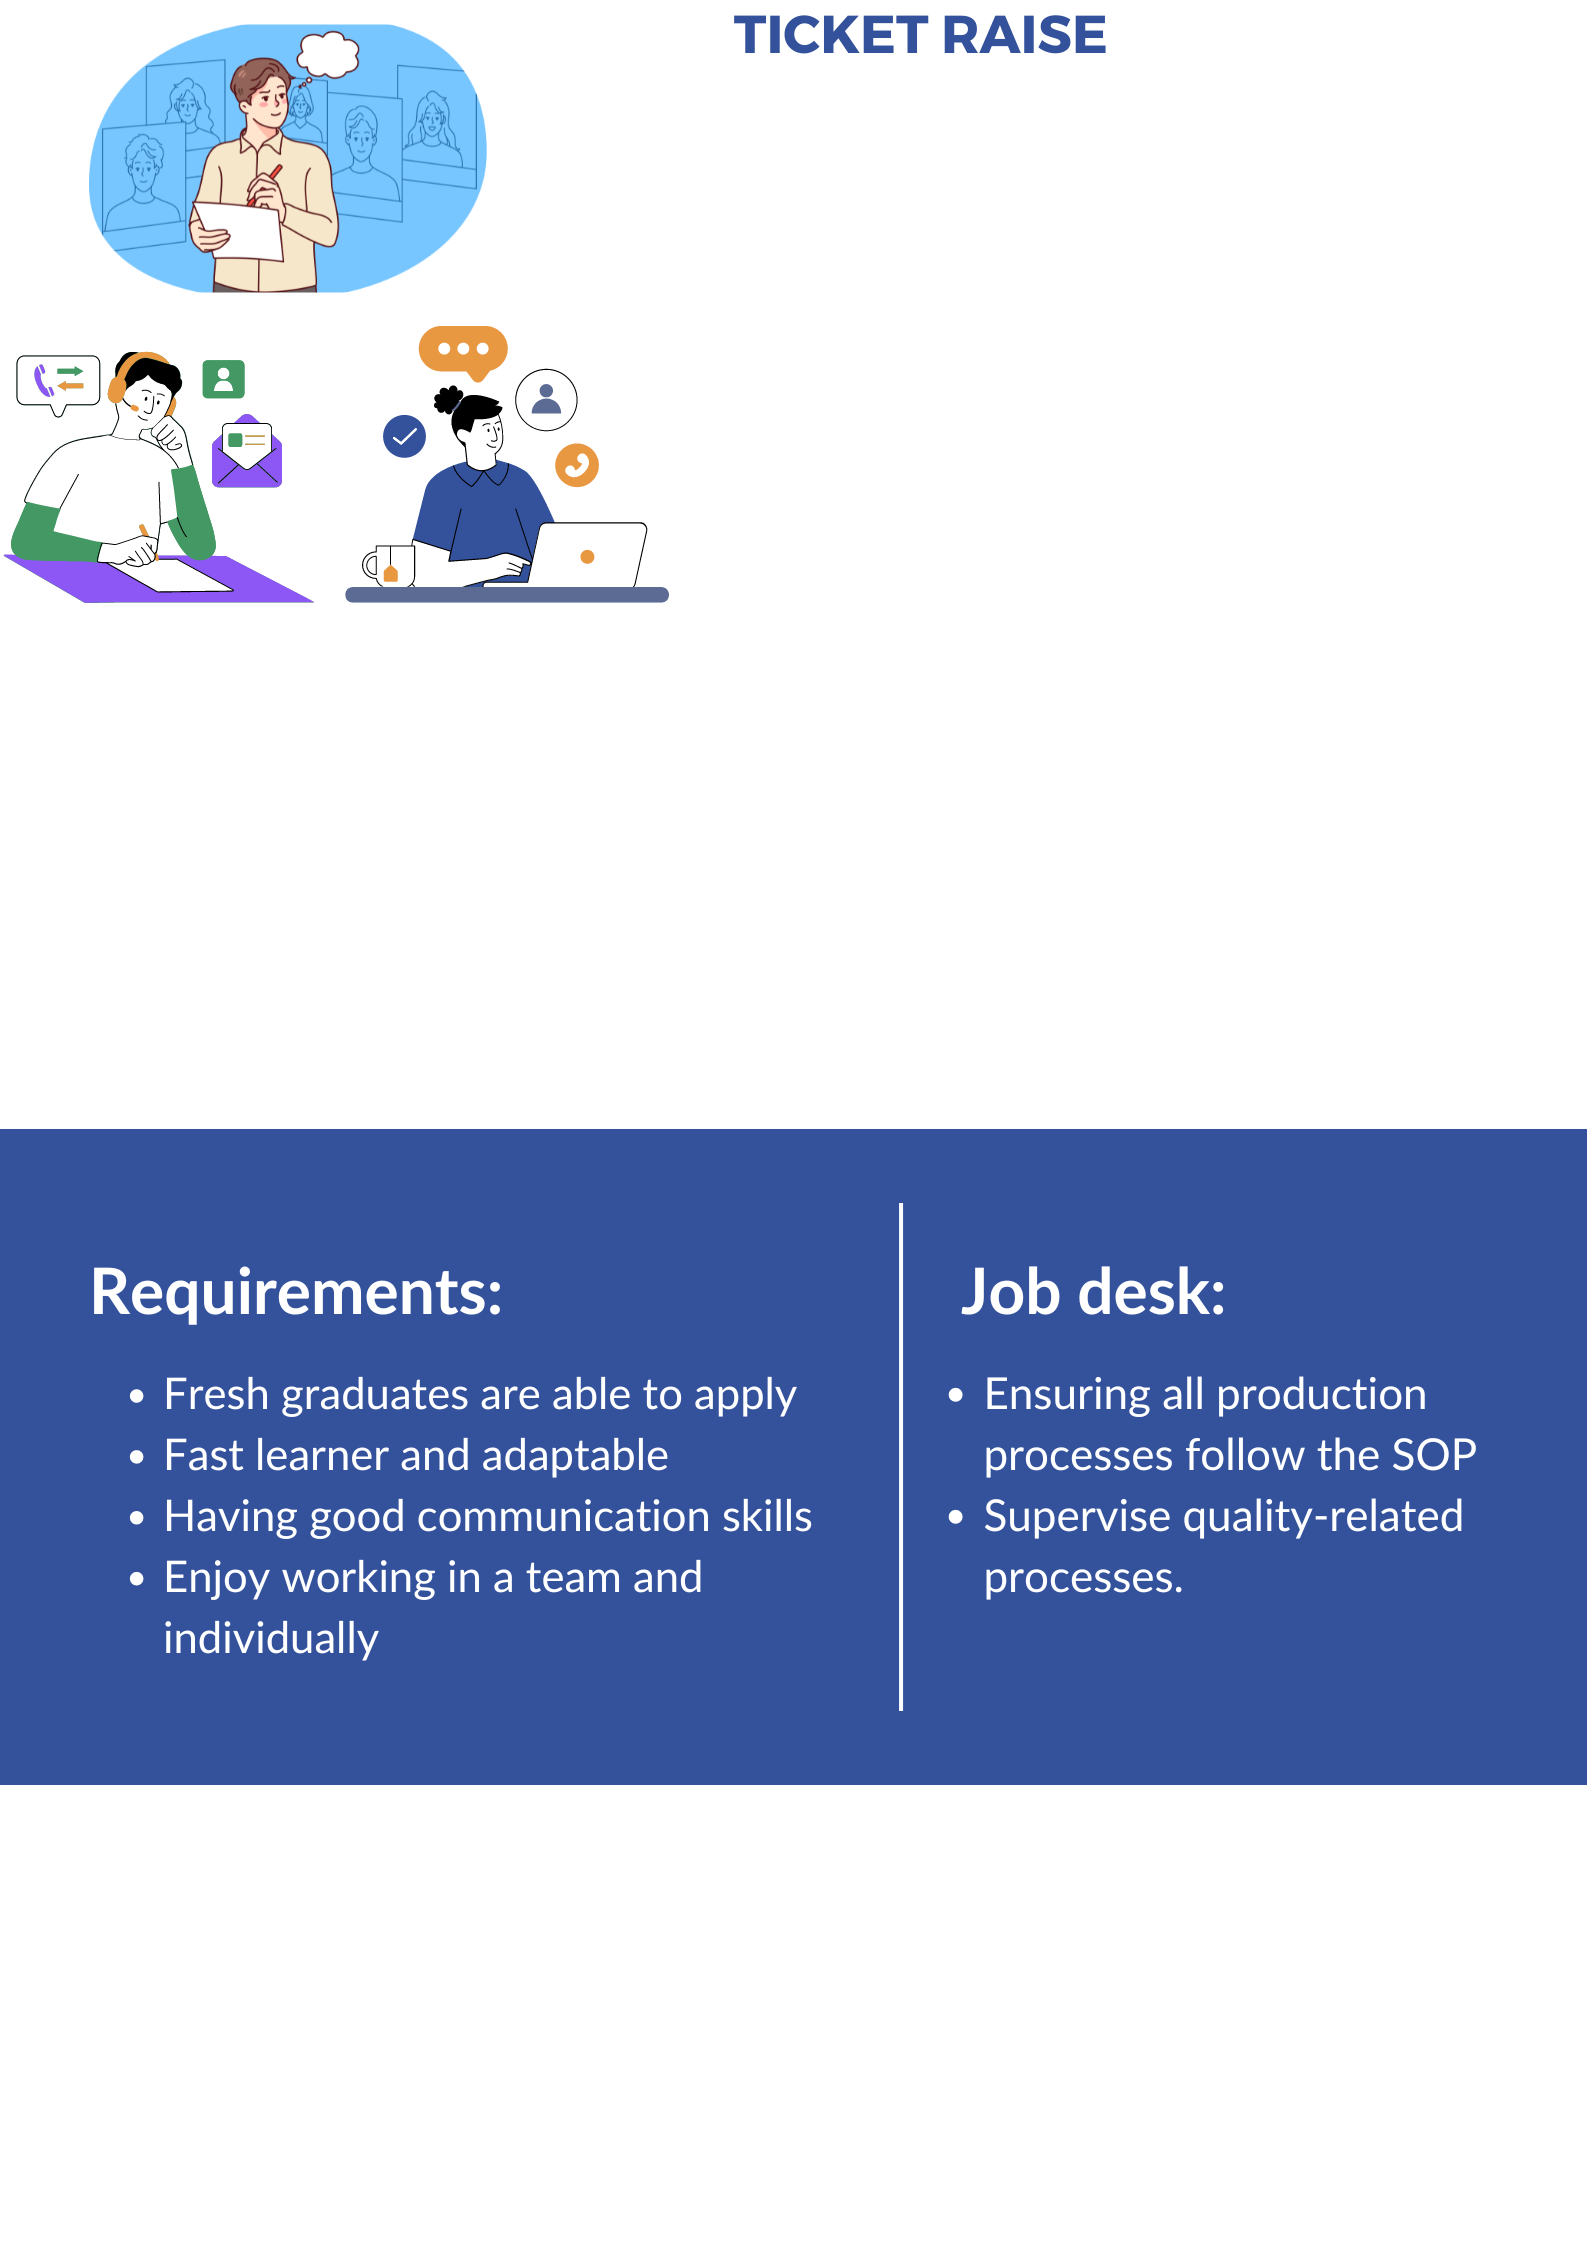 TICKET RAISE
Requirements:
• Fresh graduates are able to apply
• Fast learner and adaptable
• Having good communication skills
• Enjoy working in a team and
individually
Job desk:
• Ensuring all production
processes follow the SOP
• Supervise quality-related
processes.